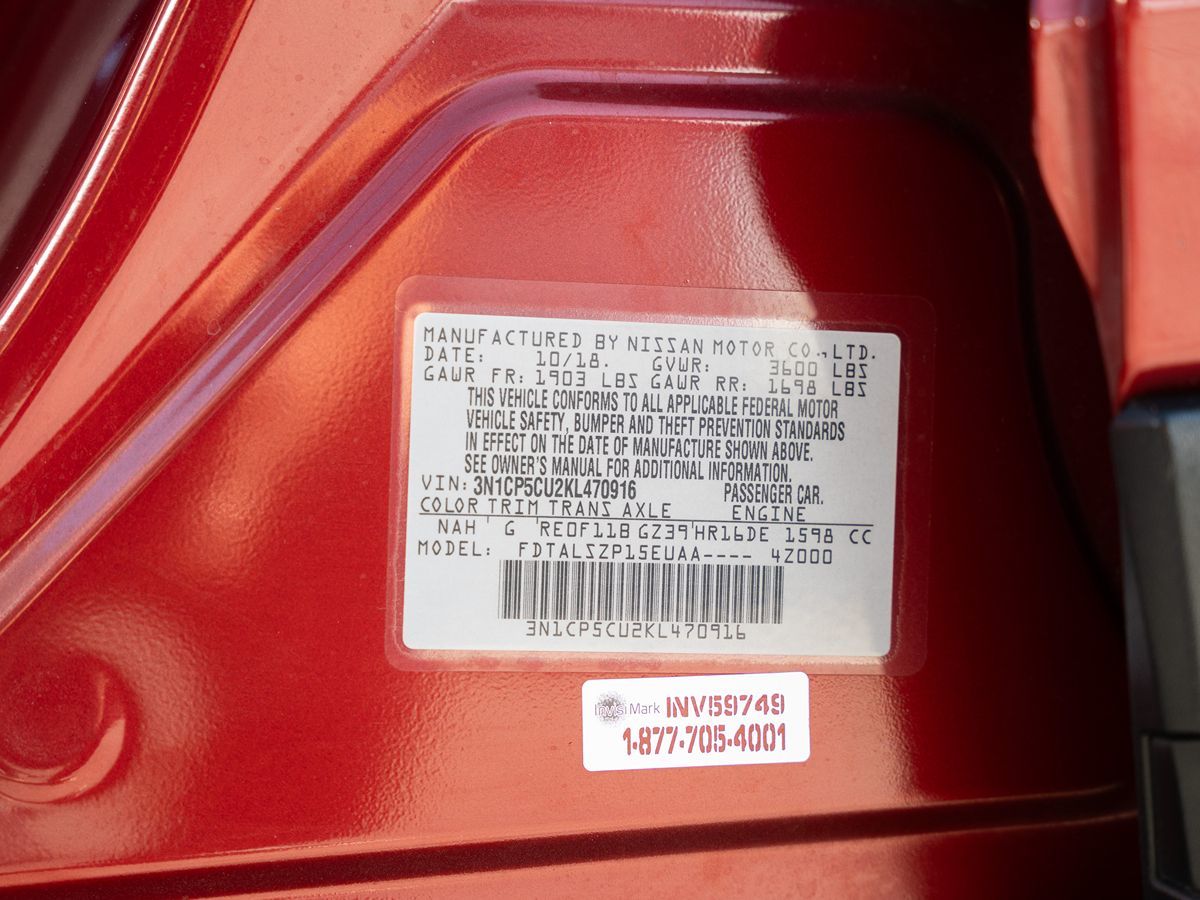 MANUFACTURED BY NISSAN MOTOR CO.,LTD.
DATE: 10/18. GVWR: 3600 LBS
GAWR FR: 1903 LBS GAWR RR: 1698 LBS
THIS VEHICLE CONFORMS TO ALL APPLICABLE FEDERAL MOTOR
VEHICLE SAFETY, BUMPER AND THEFT PREVENTION STANDARDS
IN EFFECT ON THE DATE OF MANUFACTURE SHOWN ABOVE.
SEE OWNER'S MANUAL FOR ADDITIONAL INFORMATION.
VIN: 3N1CP5CU2KL470916 PASSENGER CAR.
COLOR TRIM TRANS AXLE ENGINE
NAH ' G 'RE0F11B GZ39'HR16DE 1598 CC
MODEL: FDTALSZP15EUAA---- 4Z000
3N1CP5CU2KL470916
InVisiMark INV59749
1-877-705-4001